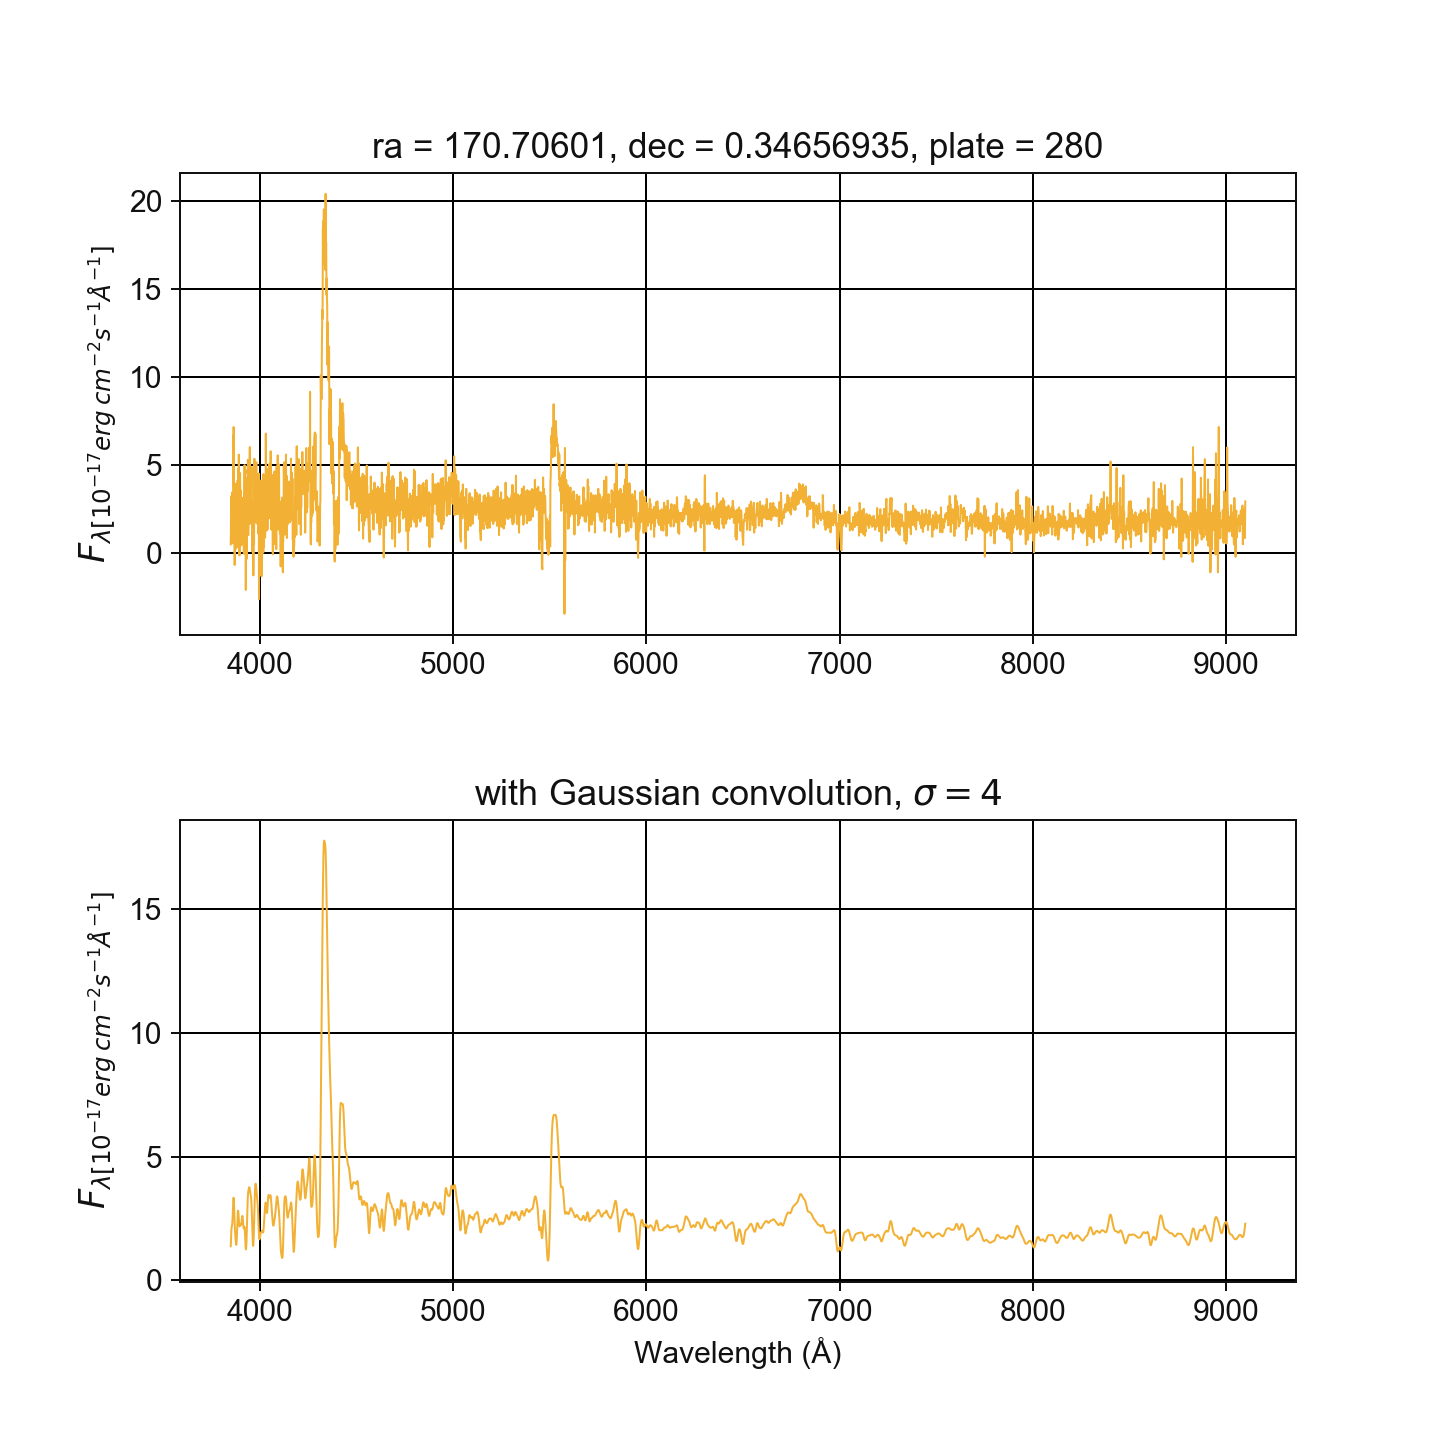 ra = 170.70601, dec = 0.34656935, plate = 280
F_λ[10^−17 erg cm^−2 s^−1 Å^−1]
20
15
10
5
0
4000 5000 6000 7000 8000 9000
with Gaussian convolution, σ = 4
F_λ[10^−17 erg cm^−2 s^−1 Å^−1]
15
10
5
0
4000 5000 6000 7000 8000 9000
Wavelength (Å)